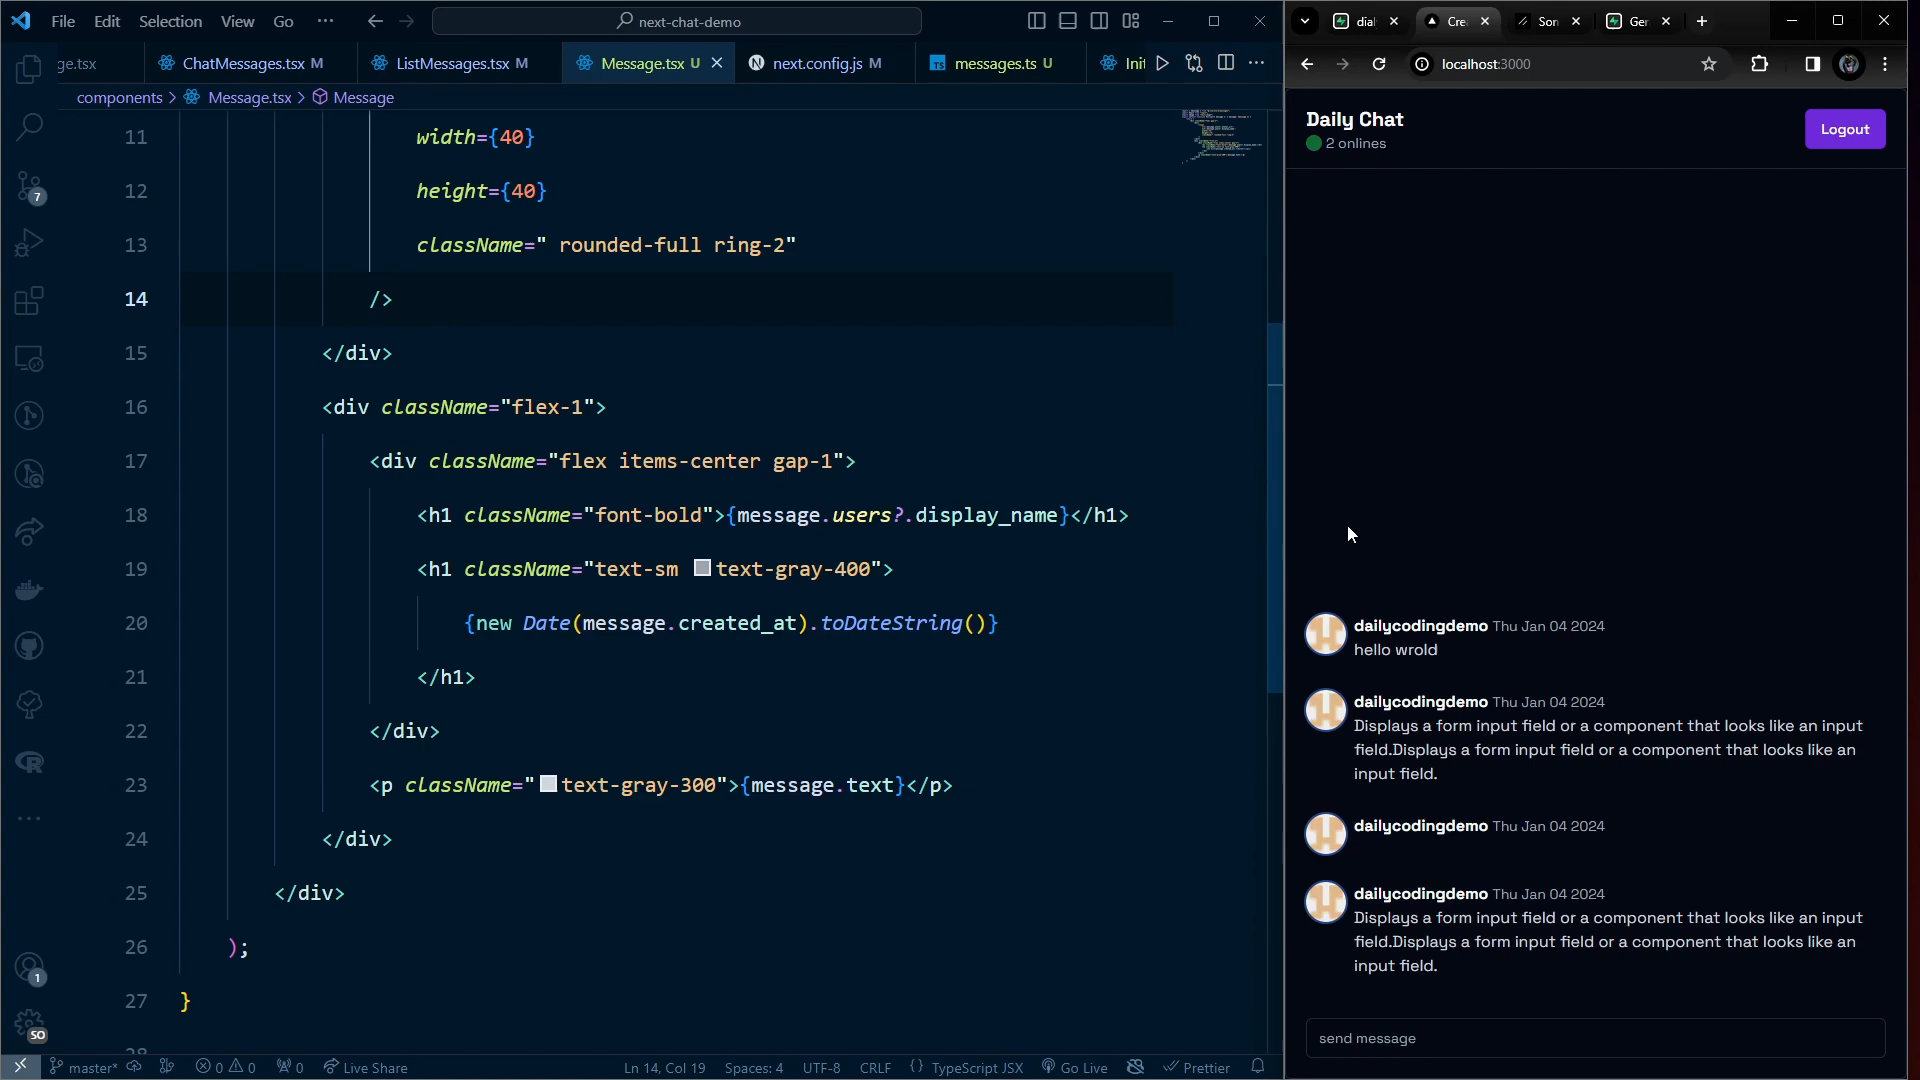 File Edit Selection View Go ··· next-chat-demo
ge.tsx ChatMessages.tsx M ListMessages.tsx M Message.tsx U next.config.js M messages.ts U Init
components > Message.tsx > Message
11 width={40}
12 height={40}
13 className=" rounded-full ring-2"
14 />
15 </div>
16 <div className="flex-1">
17 <div className="flex items-center gap-1">
18 <h1 className="font-bold">{message.users?.display_name}</h1>
19 <h1 className="text-sm text-gray-400">
20 {new Date(message.created_at).toDateString()}
21 </h1>
22 </div>
23 <p className=" text-gray-300">{message.text}</p>
24 </div>
25 </div>
26 );
27 }
28
7
1
SO
master* 0 0 0 Live Share Ln 14, Col 19 Spaces: 4 UTF-8 CRLF {} TypeScript JSX Go Live Prettier
dial Cre Son Ger
localhost:3000
Daily Chat
2 onlines
Logout
dailycodingdemo Thu Jan 04 2024
hello wrold
dailycodingdemo Thu Jan 04 2024
Displays a form input field or a component that looks like an input
field.Displays a form input field or a component that looks like an
input field.
dailycodingdemo Thu Jan 04 2024
dailycodingdemo Thu Jan 04 2024
Displays a form input field or a component that looks like an input
field.Displays a form input field or a component that looks like an
input field.
send message